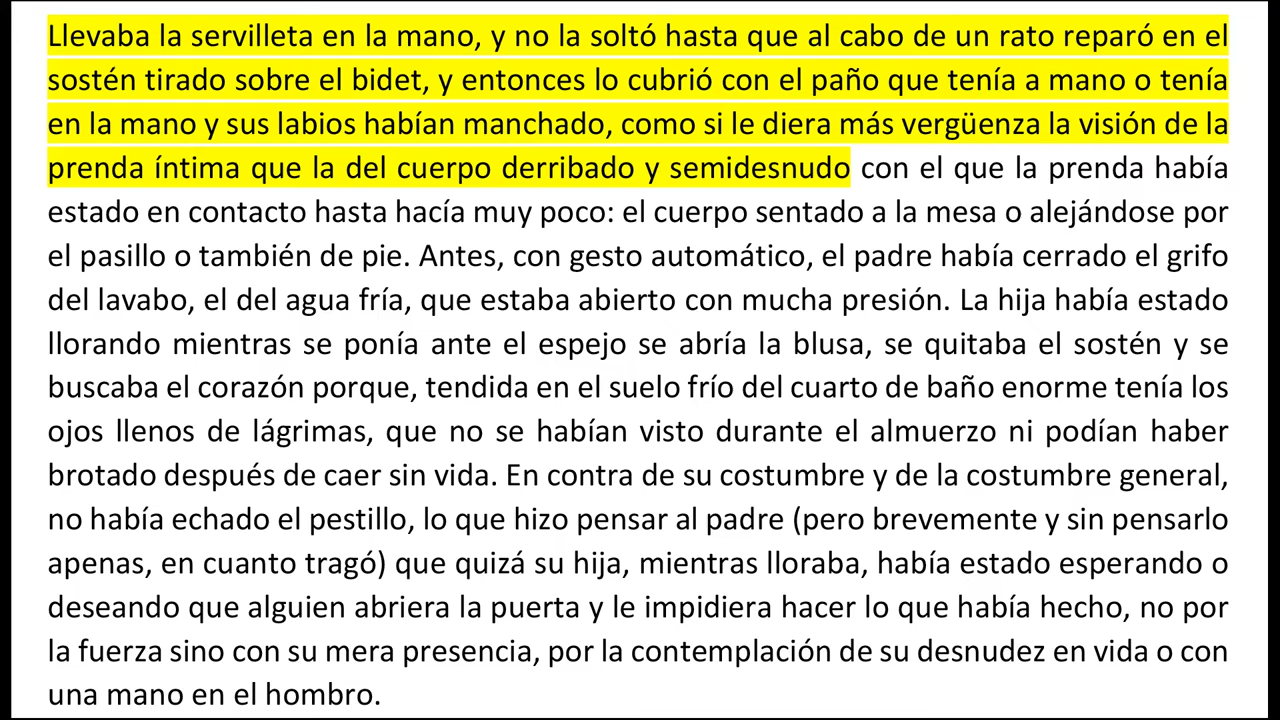 Llevaba la servilleta en la mano, y no la soltó hasta que al cabo de un rato reparó en el
sostén tirado sobre el bidet, y entonces lo cubrió con el paño que tenía a mano o tenía
en la mano y sus labios habían manchado, como si le diera más vergüenza la visión de la
prenda íntima que la del cuerpo derribado y semidesnudo con el que la prenda había
estado en contacto hasta hacía muy poco: el cuerpo sentado a la mesa o alejándose por
el pasillo o también de pie. Antes, con gesto automático, el padre había cerrado el grifo
del lavabo, el del agua fría, que estaba abierto con mucha presión. La hija había estado
llorando mientras se ponía ante el espejo se abría la blusa, se quitaba el sostén y se
buscaba el corazón porque, tendida en el suelo frío del cuarto de baño enorme tenía los
ojos llenos de lágrimas, que no se habían visto durante el almuerzo ni podían haber
brotado después de caer sin vida. En contra de su costumbre y de la costumbre general,
no había echado el pestillo, lo que hizo pensar al padre (pero brevemente y sin pensarlo
apenas, en cuanto tragó) que quizá su hija, mientras lloraba, había estado esperando o
deseando que alguien abriera la puerta y le impidiera hacer lo que había hecho, no por
la fuerza sino con su mera presencia, por la contemplación de su desnudez en vida o con
una mano en el hombro.